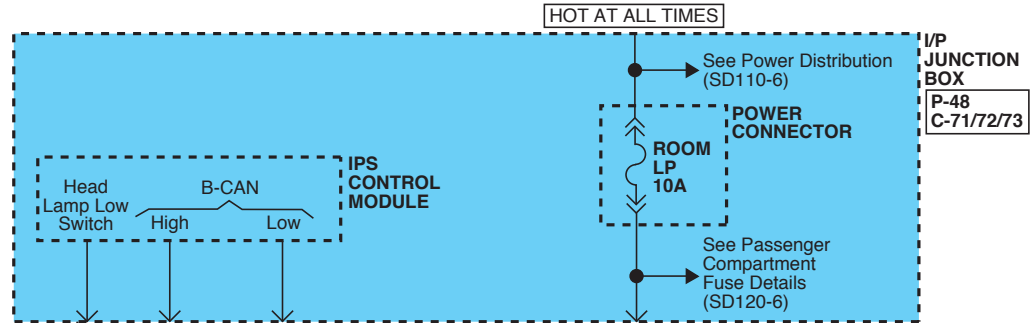 HOT AT ALL TIMES
I/P
JUNCTION
BOX
P-48
C-71/72/73
See Power Distribution
(SD110-6)
POWER
CONNECTOR
ROOM
LP
10A
IPS
CONTROL
MODULE
Head
Lamp Low
Switch
B-CAN
High
Low
See Passenger
Compartment
Fuse Details
(SD120-6)